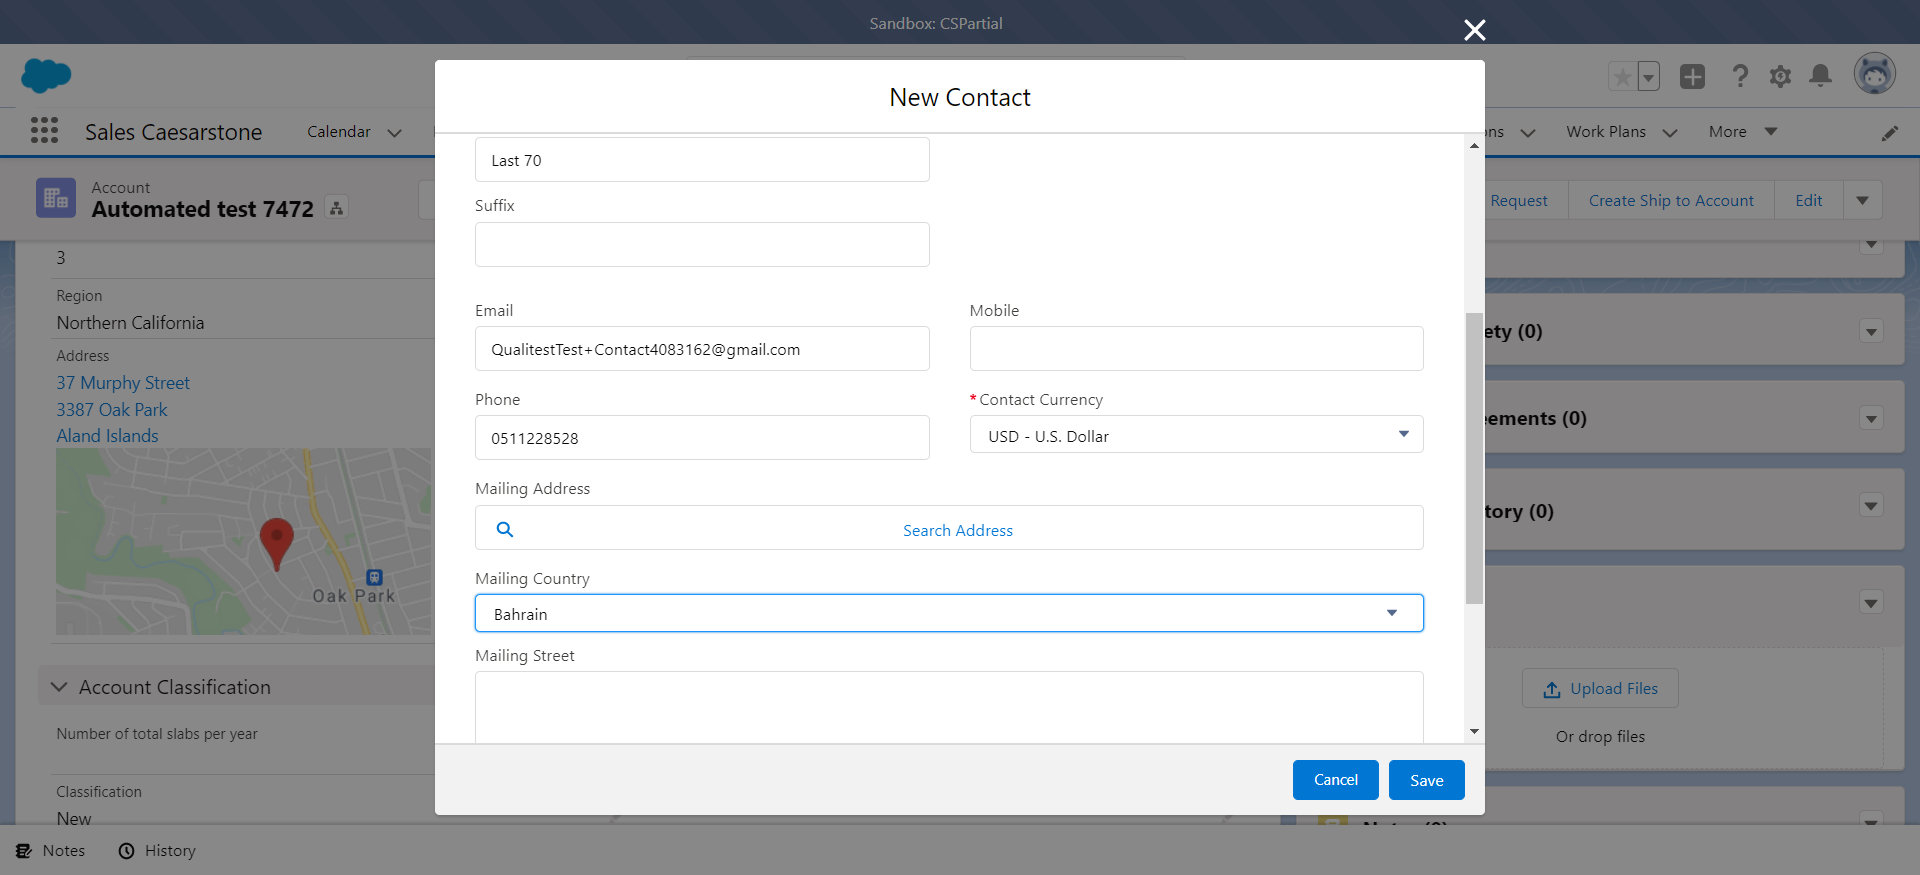 Sandbox: CSPartial
Sales Caesarstone
Calendar
Work Plans
More
Account
Automated test 7472
Request
Create Ship to Account
Edit
3
Region
Northern California
Address
37 Murphy Street
3387 Oak Park
Aland Islands
Oak Park
Account Classification
Number of total slabs per year
Classification
New
New Contact
Last 70
Suffix
Email
Mobile
QualitestTest+Contact4083162@gmail.com
Phone
* Contact Currency
0511228528
USD - U.S. Dollar
Mailing Address
Search Address
Mailing Country
Bahrain
Mailing Street
Cancel
Save
(0)
(0)
(0)
Upload Files
Or drop files
Notes
History